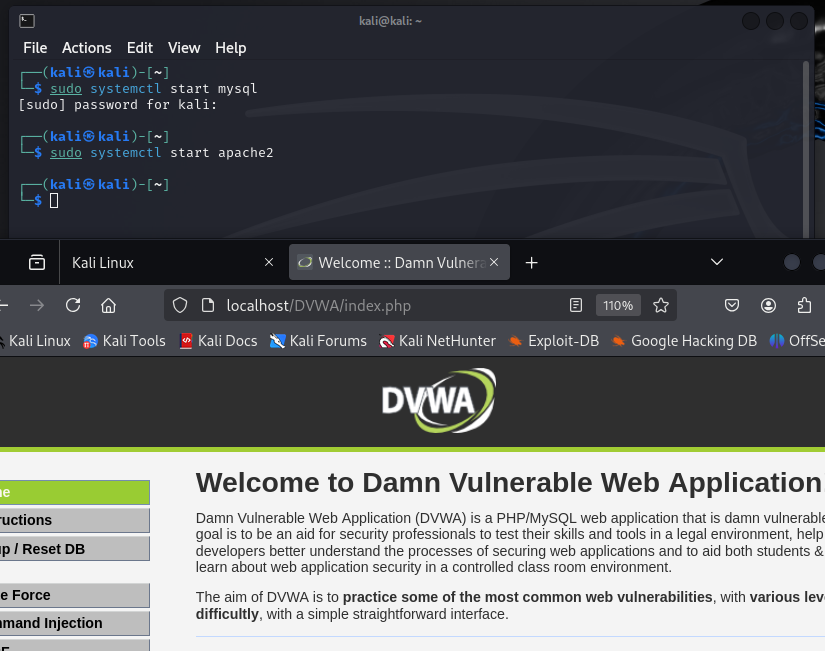 kali@kali: ~
File Actions Edit View Help
┌──(kali㉿kali)-[~]
└─$ sudo systemctl start mysql
[sudo] password for kali:
┌──(kali㉿kali)-[~]
└─$ sudo systemctl start apache2
┌──(kali㉿kali)-[~]
└─$
Kali Linux
Welcome :: Damn Vulnera
localhost/DVWA/index.php 110%
Kali Linux Kali Tools Kali Docs Kali Forums Kali NetHunter Exploit-DB Google Hacking DB OffSe
DVWA
Welcome to Damn Vulnerable Web Application
Damn Vulnerable Web Application (DVWA) is a PHP/MySQL web application that is damn vulnerable
goal is to be an aid for security professionals to test their skills and tools in a legal environment, help
developers better understand the processes of securing web applications and to aid both students &
learn about web application security in a controlled class room environment.
The aim of DVWA is to practice some of the most common web vulnerabilities, with various leve
difficultly, with a simple straightforward interface.
ne
ructions
up / Reset DB
e Force
mmand Injection